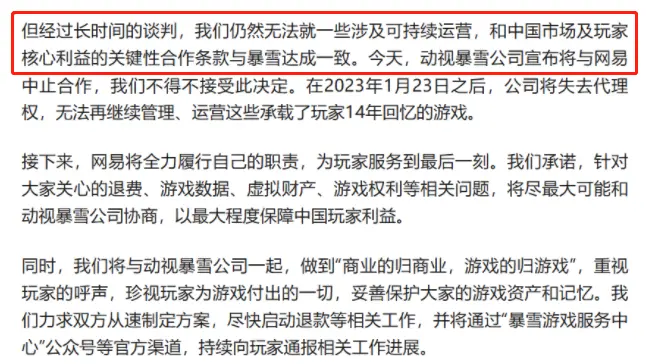 但经过长时间的谈判，我们仍然无法就一些涉及可持续运营，和中国市场及玩家
核心利益的关键性合作条款与暴雪达成一致。今天，动视暴雪公司宣布将与网易
中止合作，我们不得不接受此决定。在2023年1月23日之后，公司将失去代理
权，无法再继续管理、运营这些承载了玩家14年回忆的游戏。
接下来，网易将全力履行自己的职责，为玩家服务到最后一刻。我们承诺，针对
大家关心的退费、游戏数据、虚拟财产、游戏权利等相关问题，将尽最大可能和
动视暴雪公司协商，以最大程度保障中国玩家利益。
同时，我们将与动视暴雪公司一起，做到“商业的归商业，游戏的归游戏”，重视
玩家的呼声，珍视玩家为游戏付出的一切，妥善保护大家的游戏资产和记忆。我
们力求双方从速制定方案，尽快启动退款等相关工作，并将通过“暴雪游戏服务中
心”公众号等官方渠道，持续向玩家通报相关工作进展。